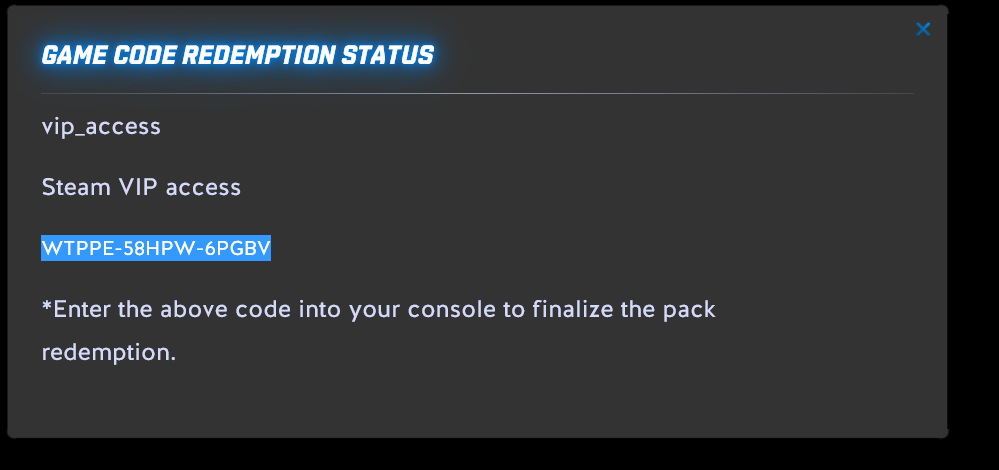 GAME CODE REDEMPTION STATUS
vip_access
Steam VIP access
WTPPE-58HPW-6PGBV
*Enter the above code into your console to finalize the pack
redemption.